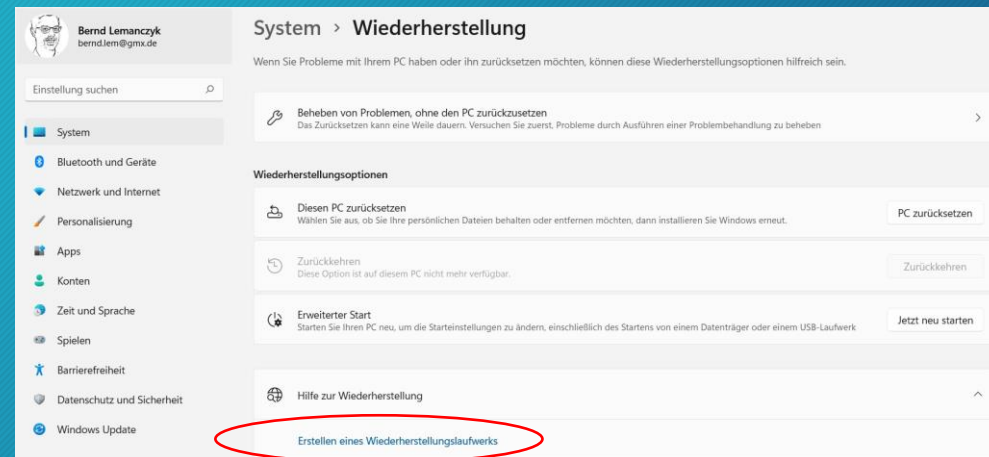 Bernd Lemanczyk
bernd.lem@gmx.de
Einstellung suchen
System
Bluetooth und Geräte
Netzwerk und Internet
Personalisierung
Apps
Konten
Zeit und Sprache
Spielen
Barrierefreiheit
Datenschutz und Sicherheit
Windows Update
System > Wiederherstellung
Wenn Sie Probleme mit Ihrem PC haben oder ihn zurücksetzen möchten, können diese Wiederherstellungsoptionen hilfreich sein.
Beheben von Problemen, ohne den PC zurückzusetzen
Das Zurücksetzen kann eine Weile dauern. Versuchen Sie zuerst, Probleme durch Ausführen einer Problembehandlung zu beheben
Wiederherstellungsoptionen
Diesen PC zurücksetzen
Wählen Sie aus, ob Sie Ihre persönlichen Dateien behalten oder entfernen möchten, dann installieren Sie Windows erneut.
PC zurücksetzen
Zurückkehren
Diese Option ist auf diesem PC nicht mehr verfügbar.
Zurückkehren
Erweiterter Start
Starten Sie Ihren PC neu, um die Starteinstellungen zu ändern, einschließlich des Startens von einem Datenträger oder einem USB-Laufwerk
Jetzt neu starten
Hilfe zur Wiederherstellung
Erstellen eines Wiederherstellungslaufwerks